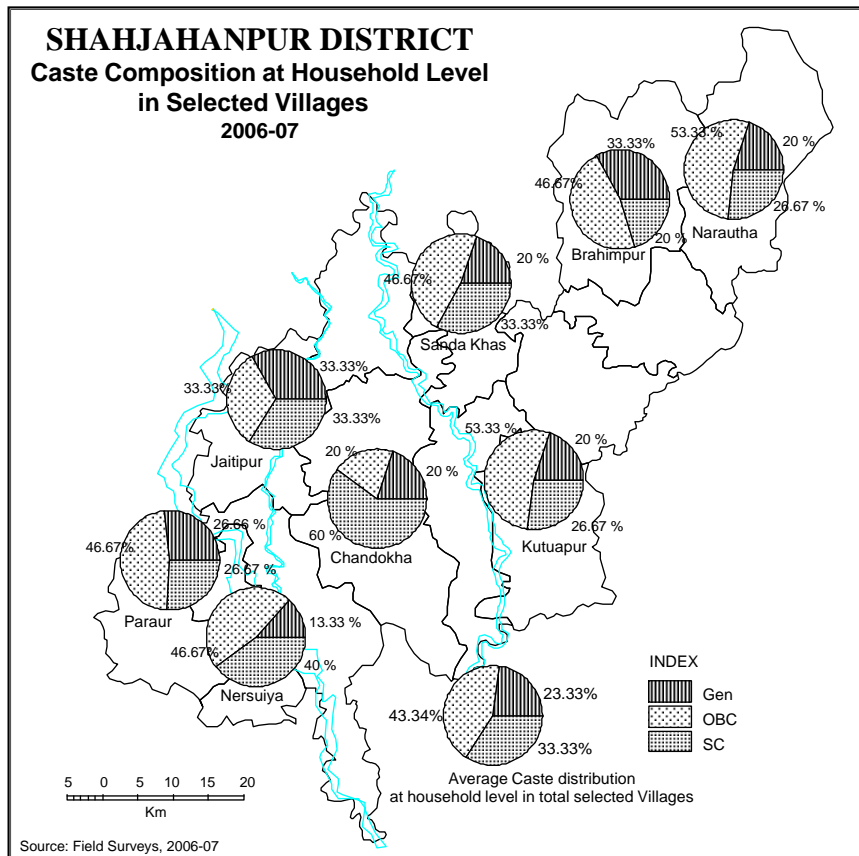 SHAHJAHANPUR DISTRICT
Caste Composition at Household Level
in Selected Villages
2006-07
53.33 %
20 %
26.67 %
Narautha
33.33%
46.67%
20 %
Brahimpur
46.67%
20 %
33.33%
Sanda Khas
33.33%
33.33%
33.33%
Jaitipur
20 %
20 %
60 %
Chandokha
53.33 %
20 %
26.67 %
Kutuapur
46.67%
26.66 %
26.67 %
Paraur
13.33 %
46.67%
40 %
Nersuiya
43.34%
23.33%
33.33%
Average Caste distribution
at household level in total selected Villages
INDEX
Gen
OBC
SC
5 0 10 20
Km
Source: Field Surveys, 2006-07